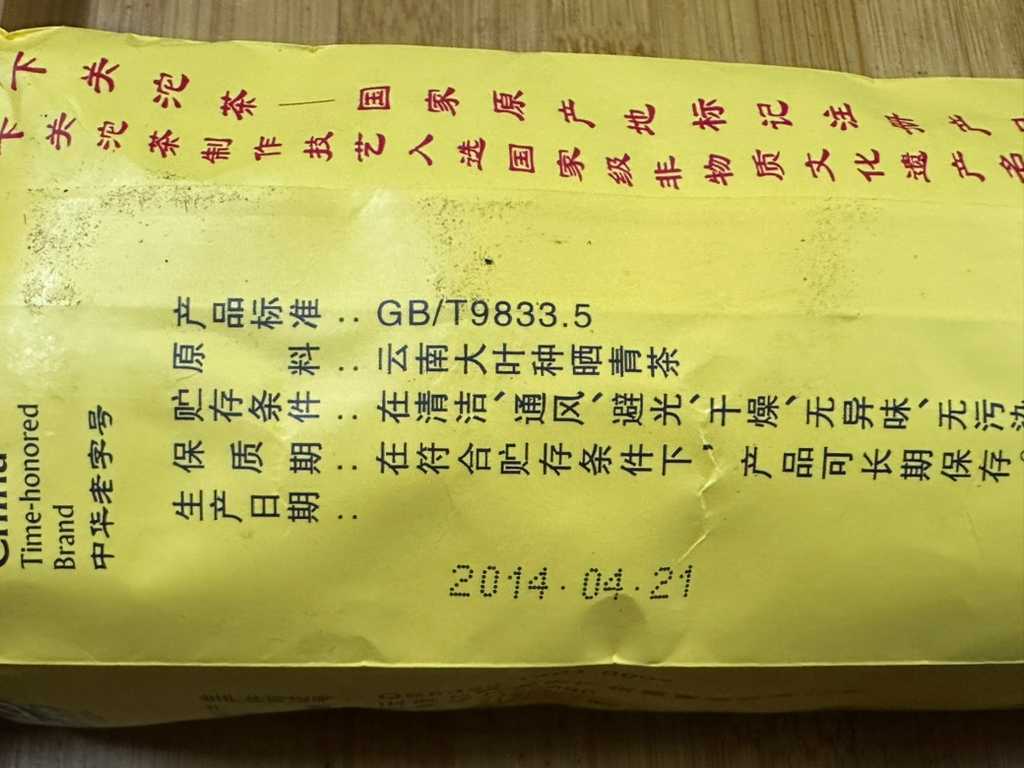 下关沱茶——国家原产地标记注册产
下关沱茶制作技艺入选国家级非物质文化遗产名
Time-honored
Brand
中华老字号
产品标准:GB/T9833.5
原料:云南大叶种晒青茶
贮存条件:在清洁、通风、避光、干燥、无异味、无污染
保质期:在符合贮存条件下,产品可长期保存。
生产日期:
2014.04.21